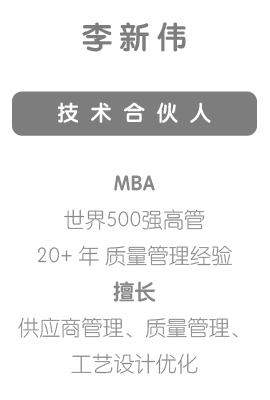 李新伟
技术合伙人
MBA
世界500强高管
20+ 年 质量管理经验
擅长
供应商管理、质量管理、
工艺设计优化